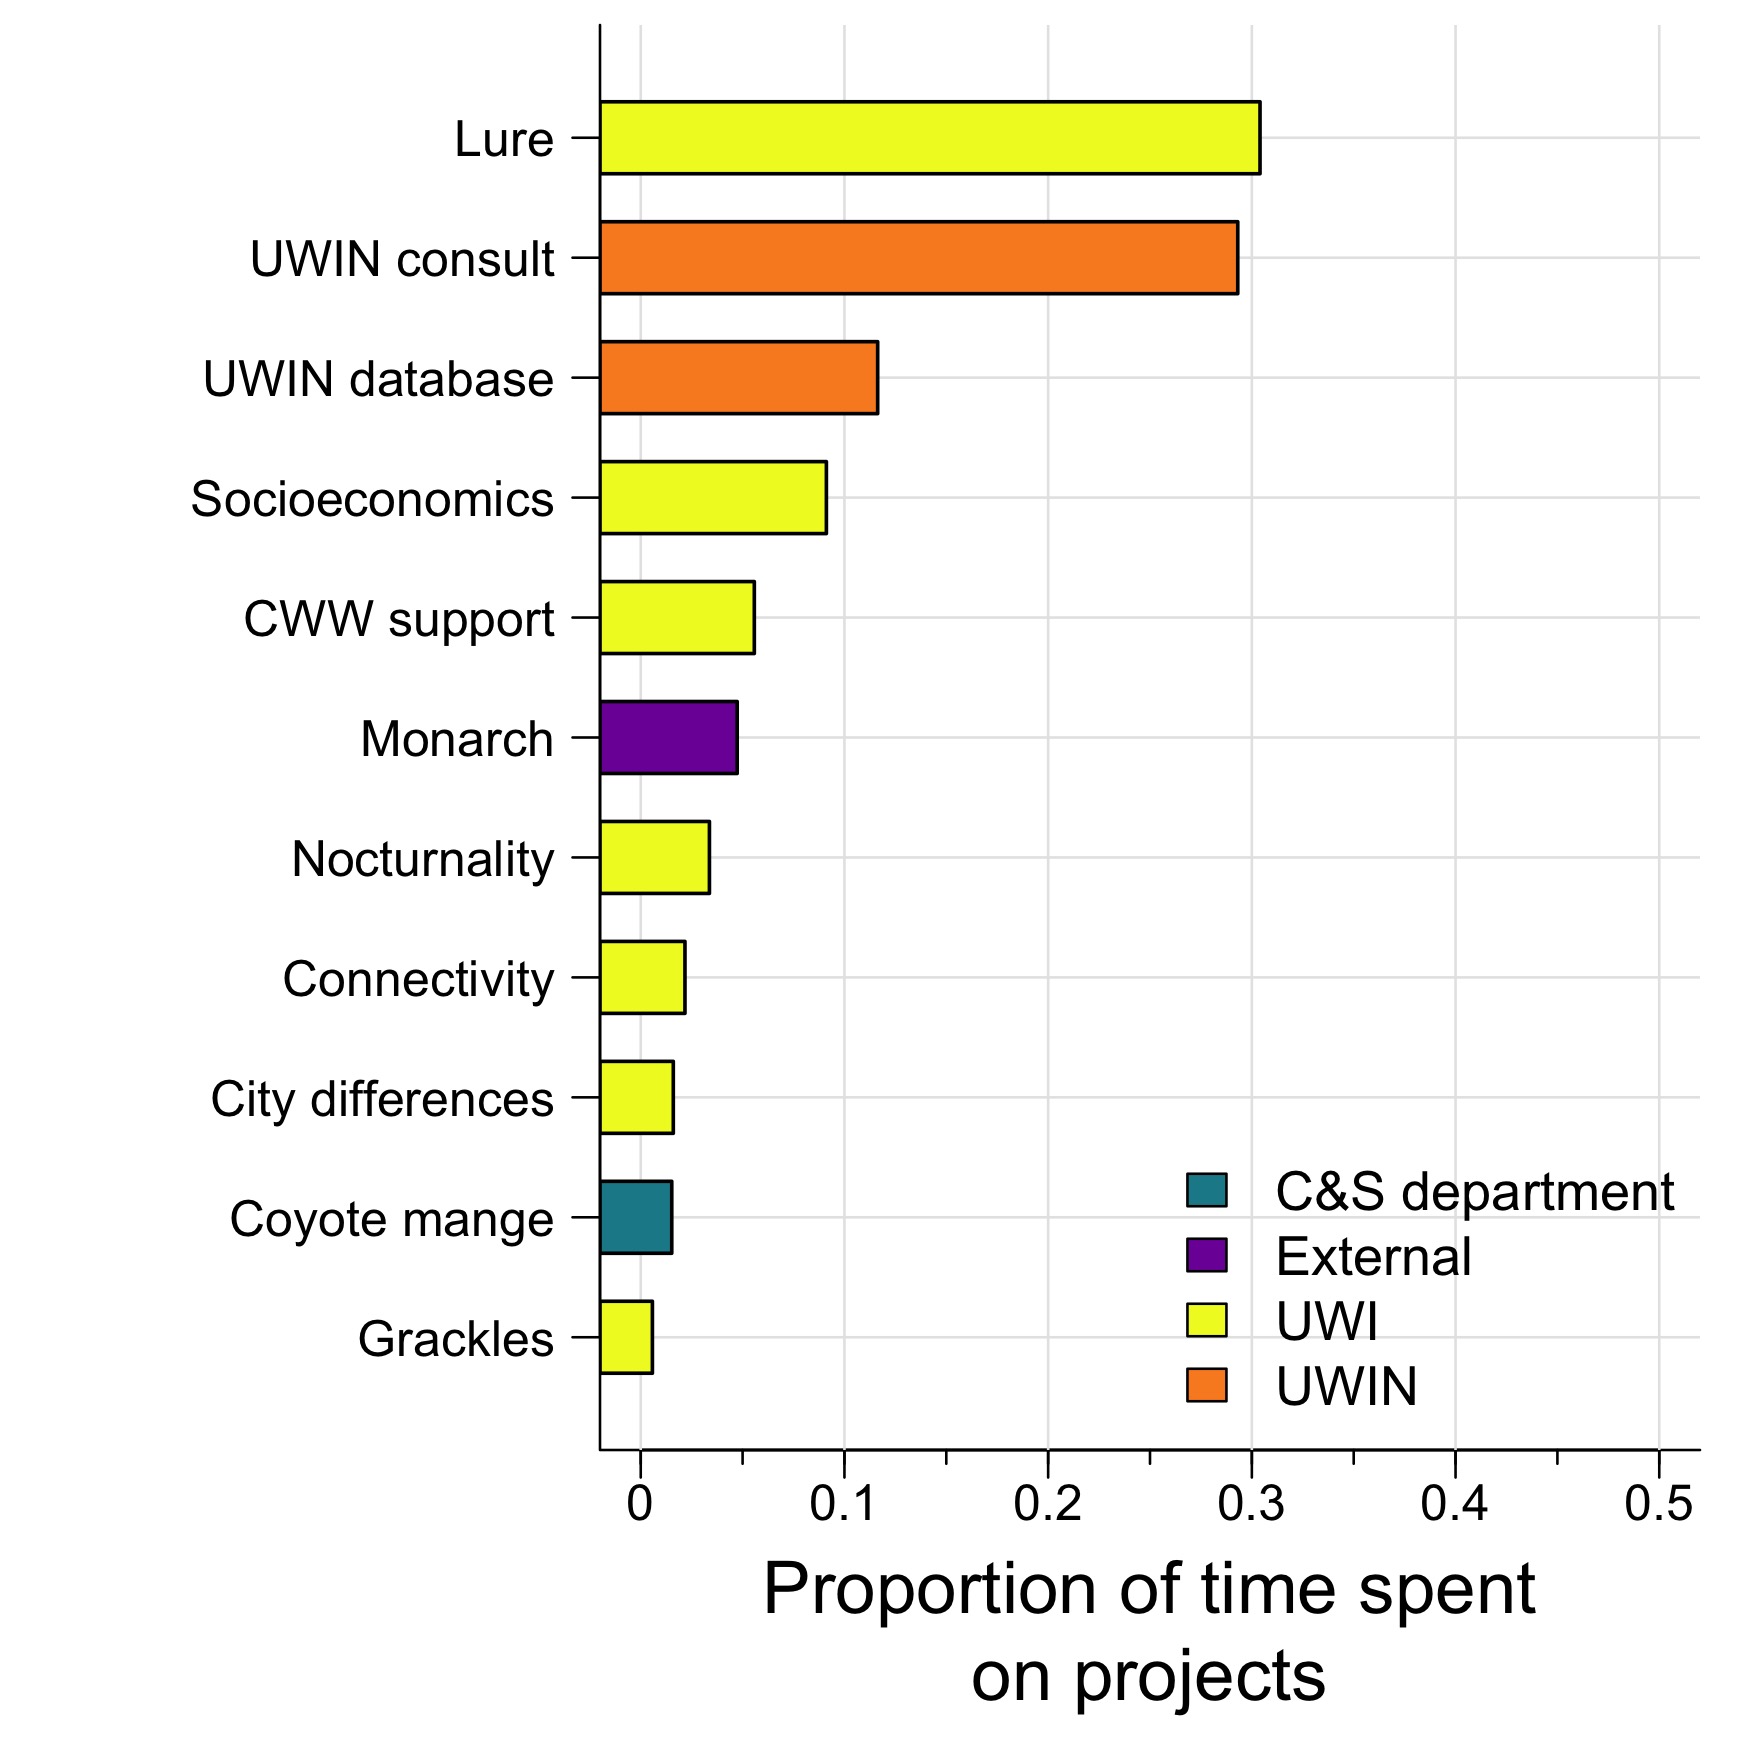 Lure
UWIN consult
UWIN database
Socioeconomics
CWW support
Monarch
Nocturnality
Connectivity
City differences
Coyote mange
Grackles
C&S department
External
UWI
UWIN
0 0.1 0.2 0.3 0.4 0.5
Proportion of time spent
on projects